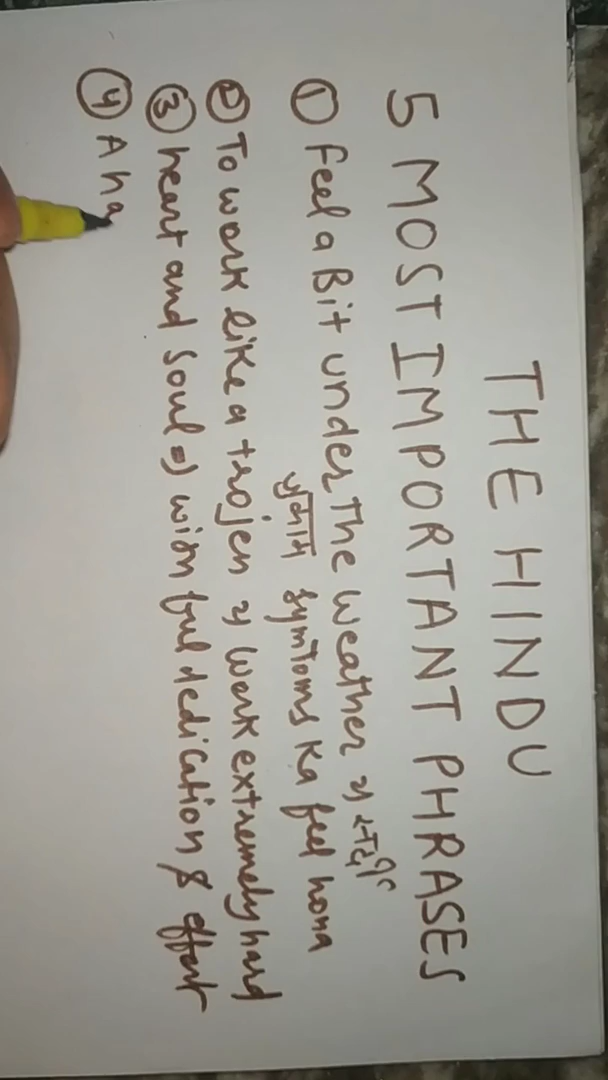 THE HINDU
5 MOST IMPORTANT PHRASES
① Feel a Bit under The weather ⇒
जुकाम symtoms Ka feel hona
② To work like a trojen ⇒ work extremely hard
③ heart and Soul ⇒ with ful dedication & effort
④ A ha